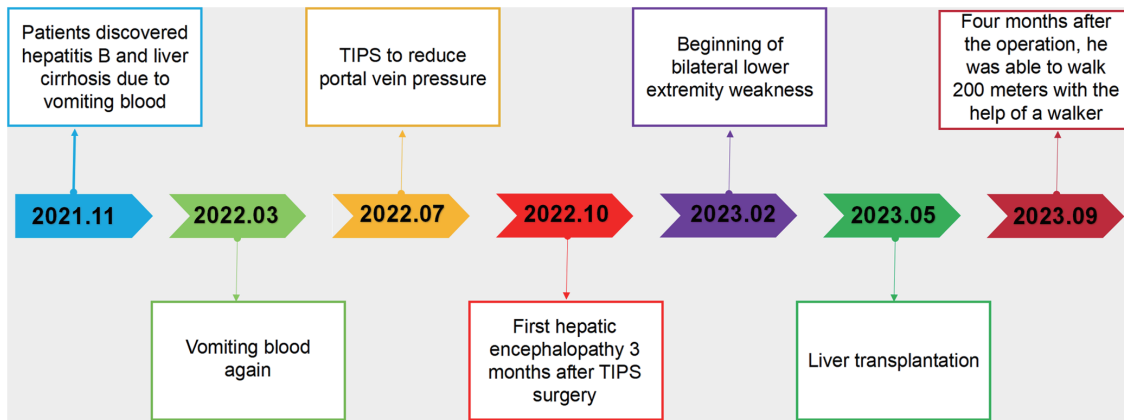 Patients discovered
hepatitis B and liver
cirrhosis due to
vomiting blood
TIPS to reduce
portal vein pressure
Beginning of
bilateral lower
extremity weakness
Four months after
the operation, he
was able to walk
200 meters with the
help of a walker
2021.11
2022.03
2022.07
2022.10
2023.02
2023.05
2023.09
Vomiting blood
again
First hepatic
encephalopathy 3
months after TIPS
surgery
Liver transplantation